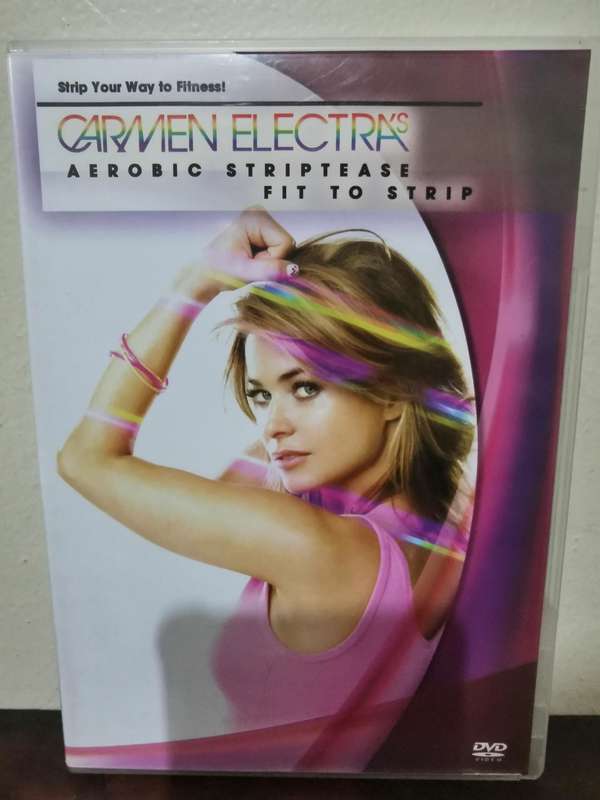 Strip Your Way to Fitness!
CARMEN ELECTRA'S
AEROBIC STRIPTEASE
FIT TO STRIP
DVD
VIDEO